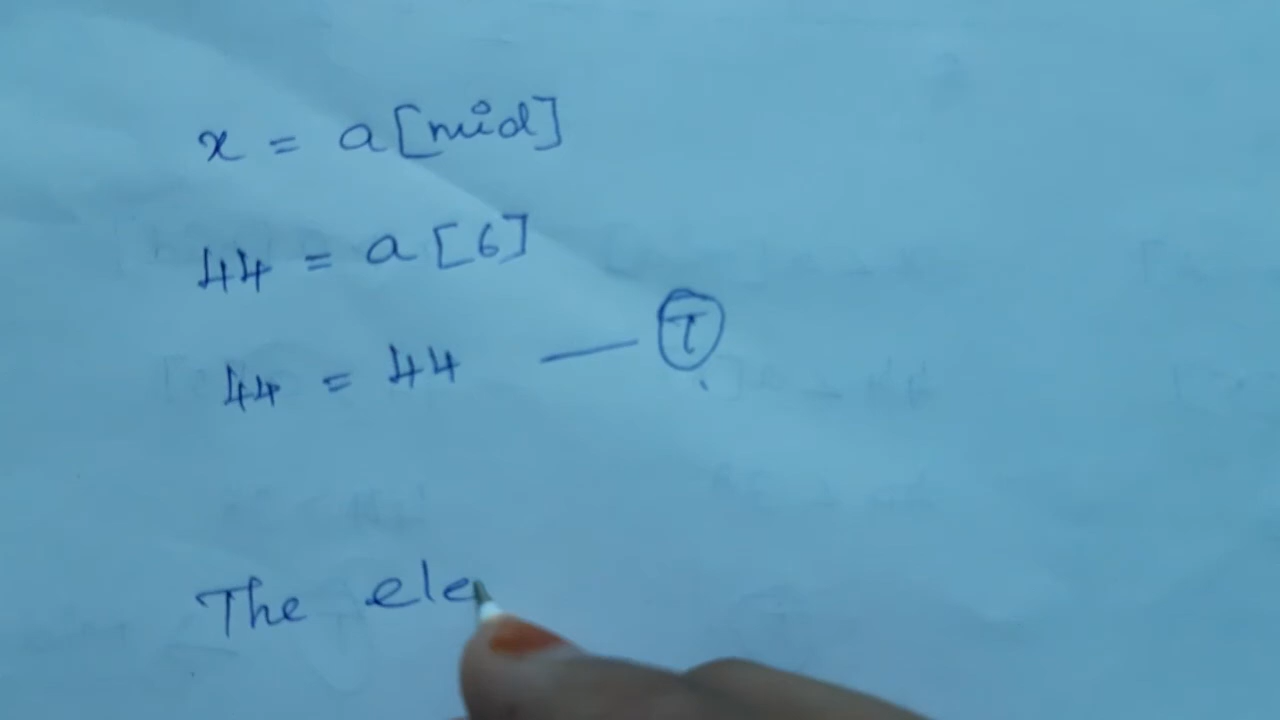 x = a[mid]
44 = a[6]
44 = 44 — T
The ele